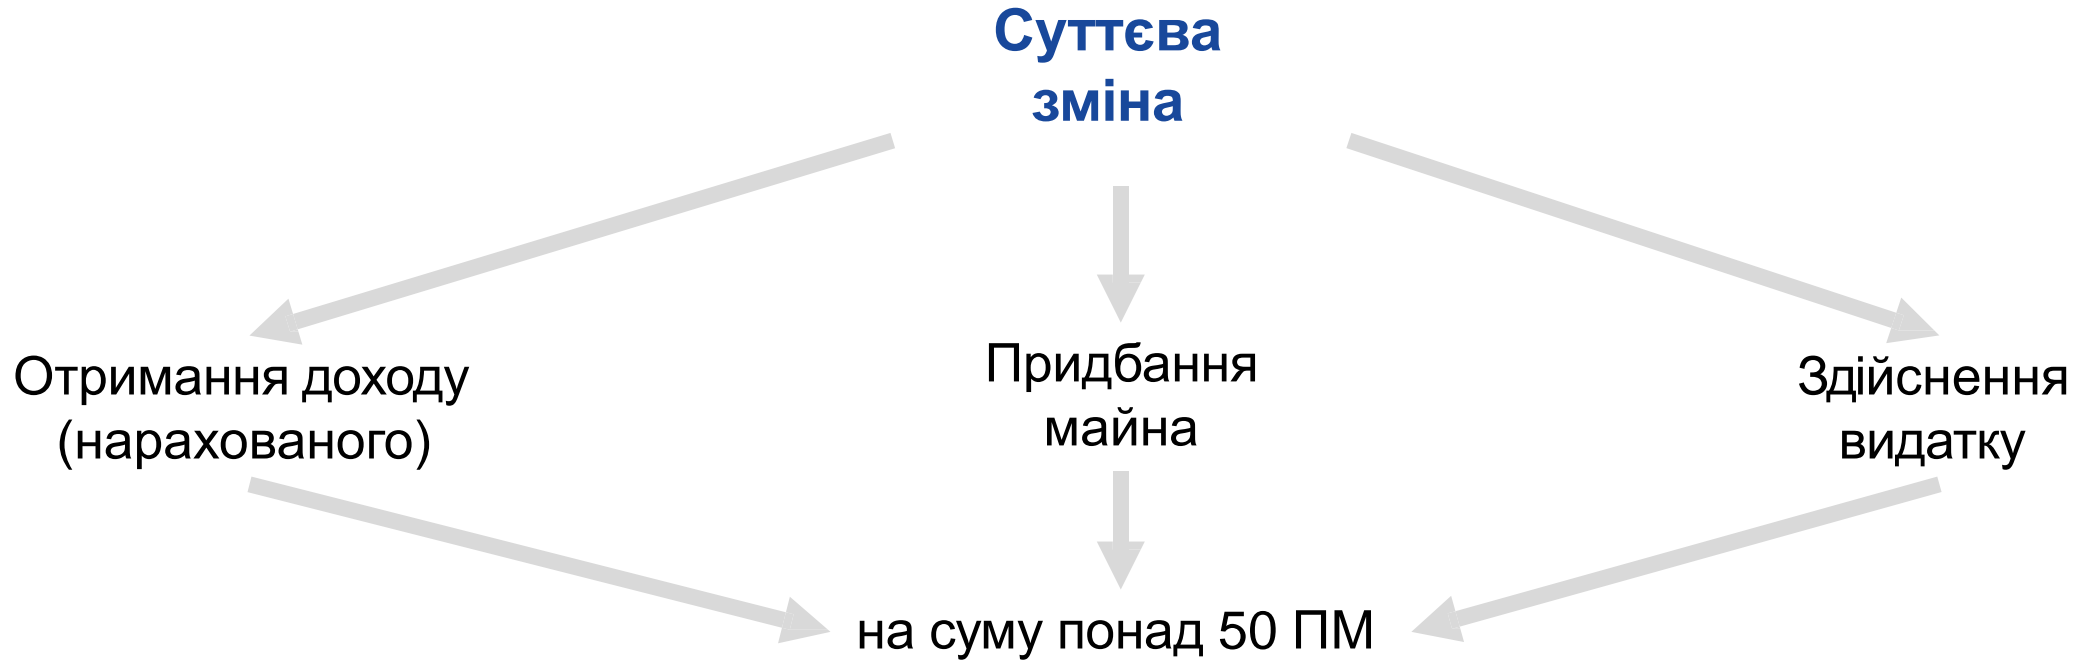 Суттєва
зміна
Отримання доходу
(нарахованого)
Придбання
майна
Здійснення
видатку
на суму понад 50 ПМ